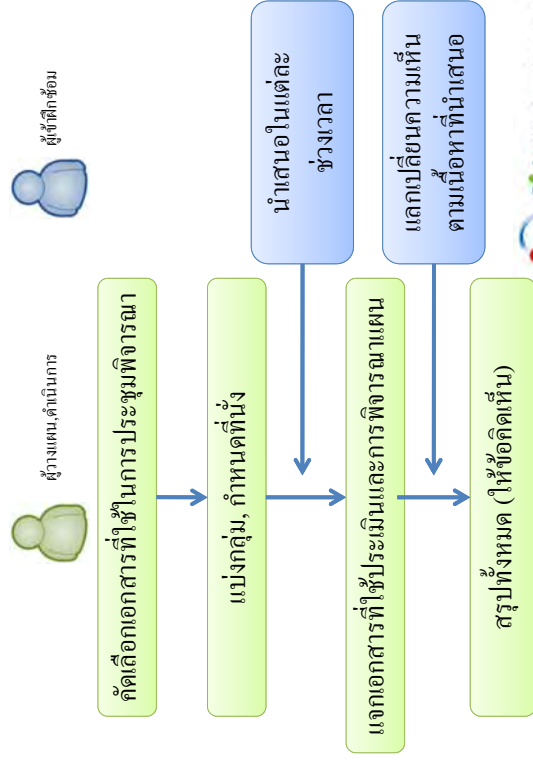 ผู้วางแผน,ดำเนินการ
ผู้เข้าฝึกซ้อม
คัดเลือกเอกสารที่ใช้ในการประชุมพิจารณา
แบ่งกลุ่ม, กำหนดที่นั่ง
นำเสนอในแต่ละ
ช่วงเวลา
แจกเอกสารที่ใช้ประเมินและการพิจารณาแผน
แลกเปลี่ยนความเห็น
ตามเนื้อหาที่นำเสนอ
สรุปทั้งหมด (ให้ข้อคิดเห็น)